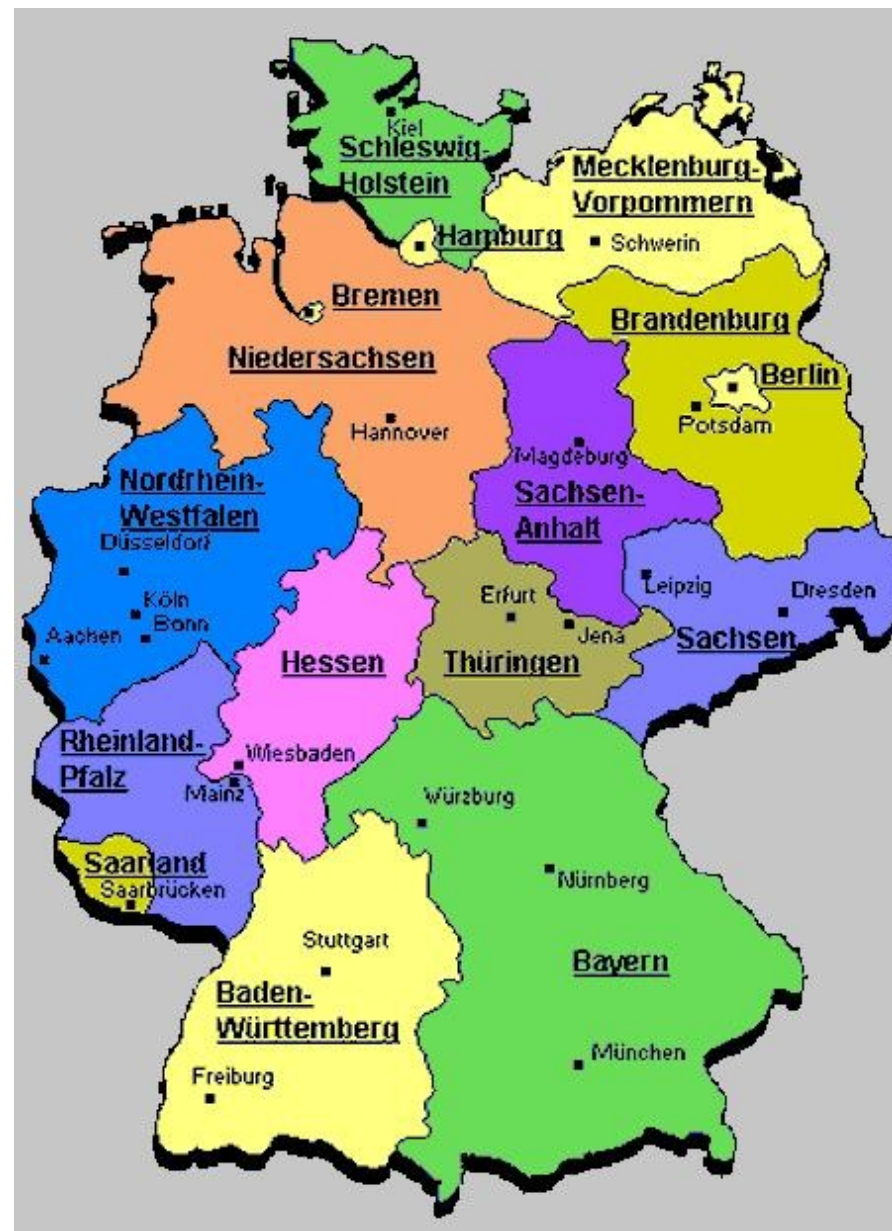 Kiel
Schleswig-
Holstein
Mecklenburg-
Vorpommern
Hamburg
Schwerin
Bremen
Brandenburg
Niedersachsen
Berlin
Potsdam
Hannover
Magdeburg
Nordrhein-
Westfalen
Sachsen-
Anhalt
Düsseldorf
Leipzig
Dresden
Köln
Erfurt
Bonn
Jena
Aachen
Sachsen
Hessen
Thüringen
Rheinland-
Pfalz
Wiesbaden
Mainz
Würzburg
Saarland
Saarbrücken
Nürnberg
Stuttgart
Bayern
Baden-
Württemberg
München
Freiburg